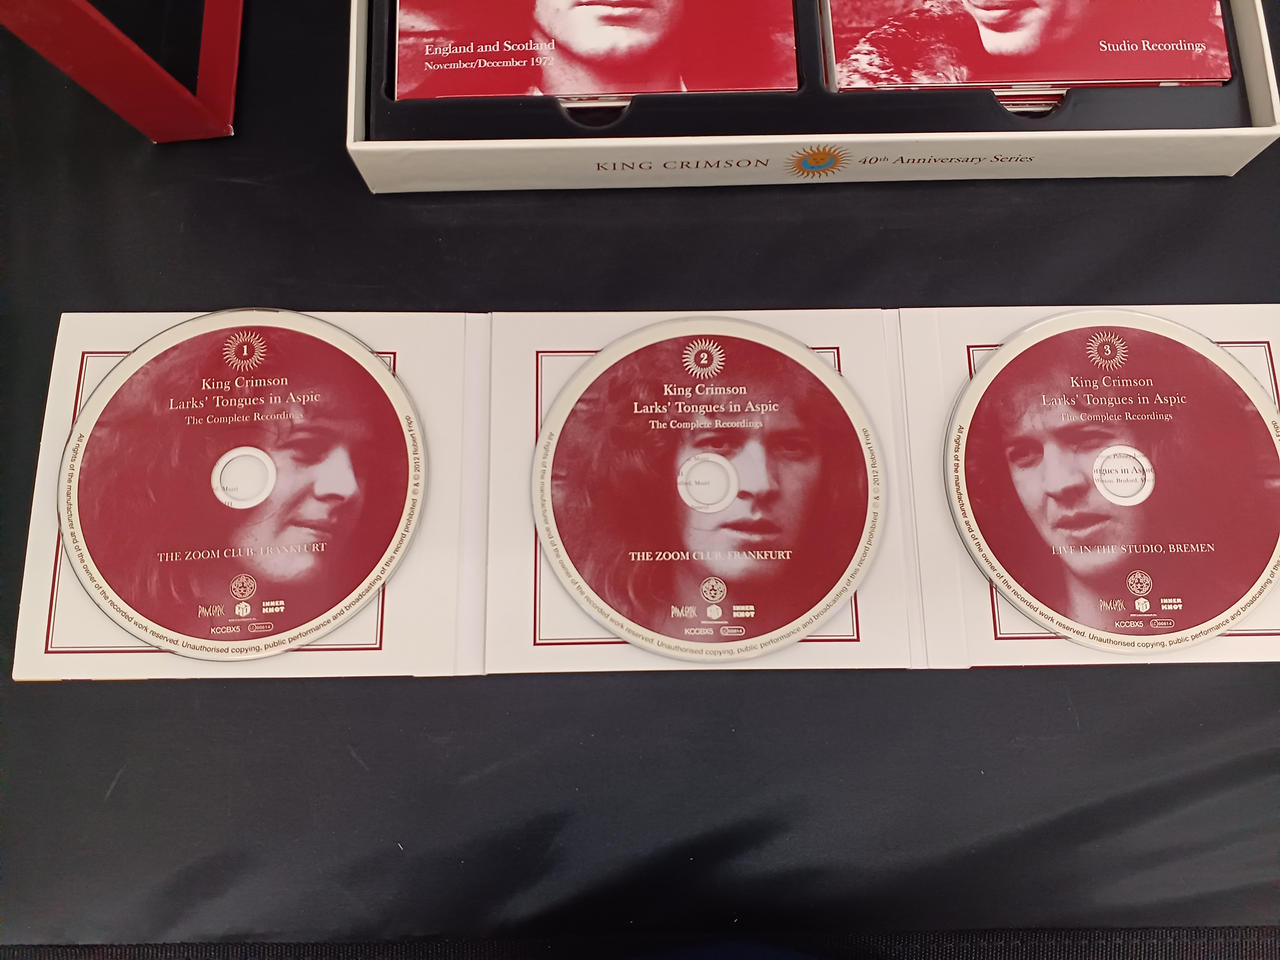 England and Scotland
November/December 1972
Studio Recordings
KING CRIMSON 40th Anniversary Series
1
King Crimson
Larks' Tongues in Aspic
The Complete Recordings
THE ZOOM CLUB, FRANKFURT
INNER KNOT
KCCBX5
All rights of the manufacturer and of the owner of the recorded work reserved. Unauthorised copying, public performance and broadcasting of this record prohibited ℗ & © 2012 Robert Fripp
2
King Crimson
Larks' Tongues in Aspic
The Complete Recordings
THE ZOOM CLUB, FRANKFURT
INNER KNOT
KCCBX5
All rights of the manufacturer and of the owner of the recorded work reserved. Unauthorised copying, public performance and broadcasting of this record prohibited ℗ & © 2012 Robert Fripp
3
King Crimson
Larks' Tongues in Aspic
The Complete Recordings
LIVE IN THE STUDIO, BREMEN
INNER KNOT
KCCBX5
All rights of the manufacturer and of the owner of the recorded work reserved. Unauthorised copying, public performance and broadcasting of this